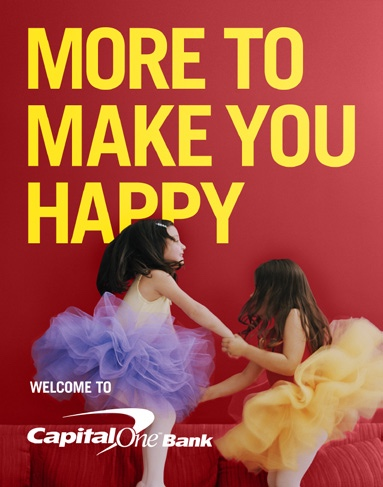 MORE TO
MAKE YOU
HAPPY
WELCOME TO
Capital One Bank